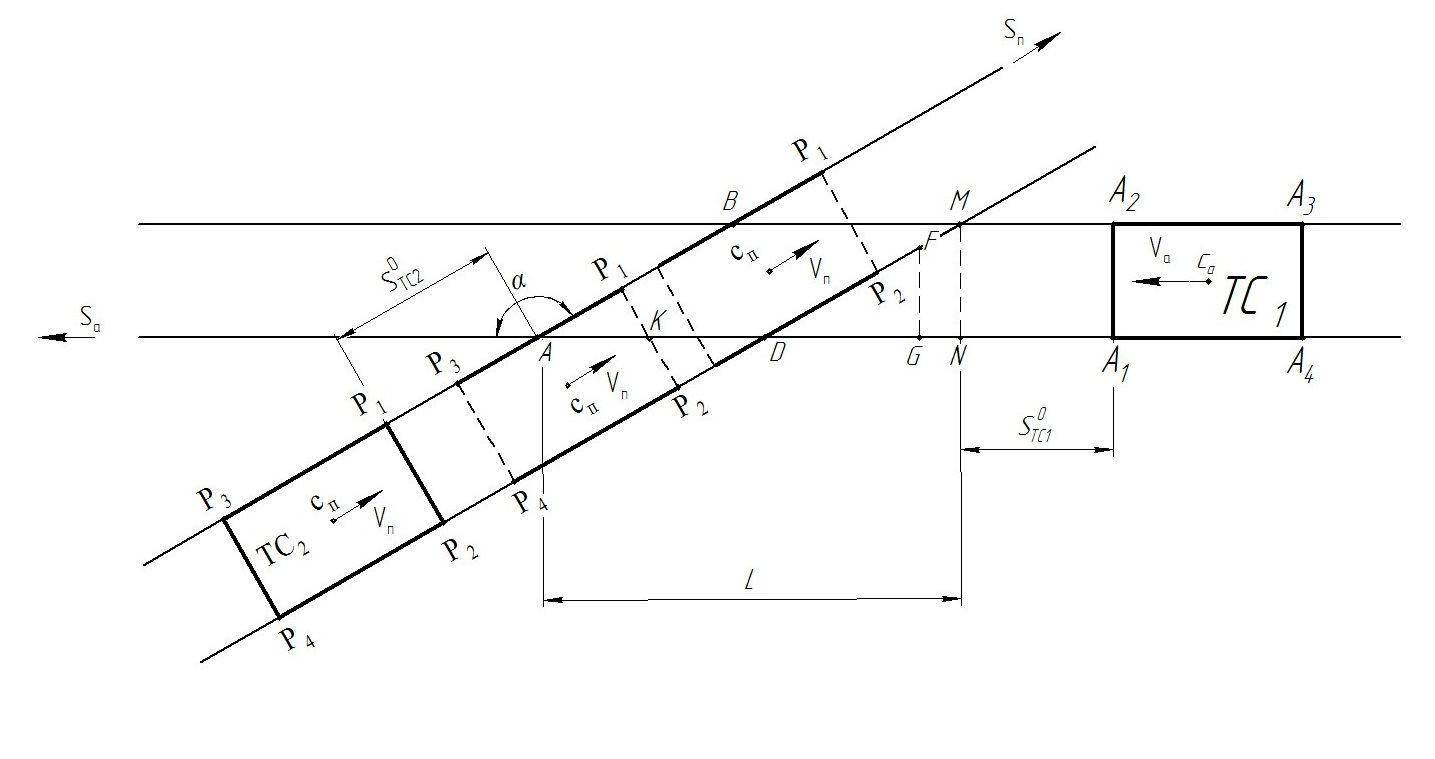 Sп
P1
B
M
A2
A3
F
Vа
cа
cп
Vп
TC1
S⁰TC2
α
P1
P2
Sа
K
A
D
G
N
A1
A4
P3
cп
Vп
P2
S⁰TC1
P1
P3
P4
cп
Vп
TC2
P2
L
P4